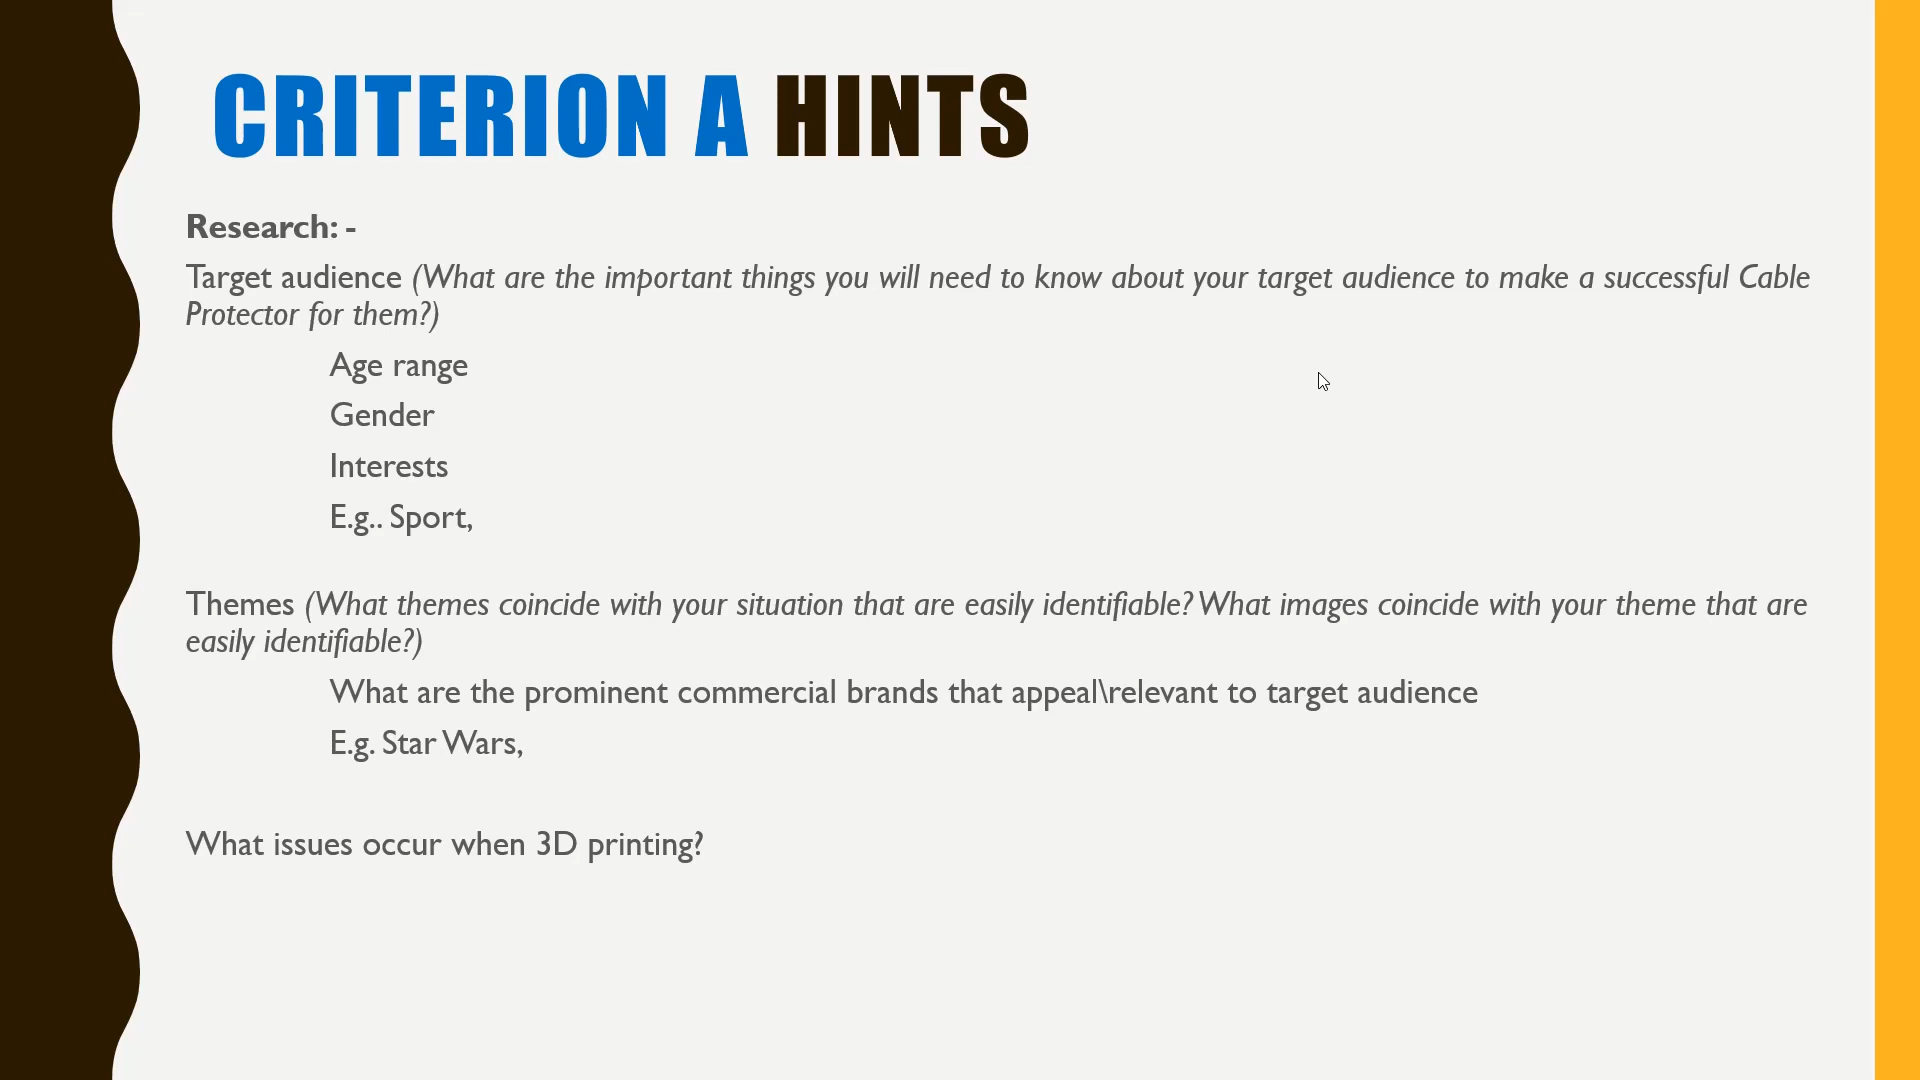 CRITERION A HINTS
Research: -
Target audience (What are the important things you will need to know about your target audience to make a successful Cable
Protector for them?)
Age range
Gender
Interests
E.g.. Sport,
Themes (What themes coincide with your situation that are easily identifiable? What images coincide with your theme that are
easily identifiable?)
What are the prominent commercial brands that appeal\relevant to target audience
E.g. Star Wars,
What issues occur when 3D printing?